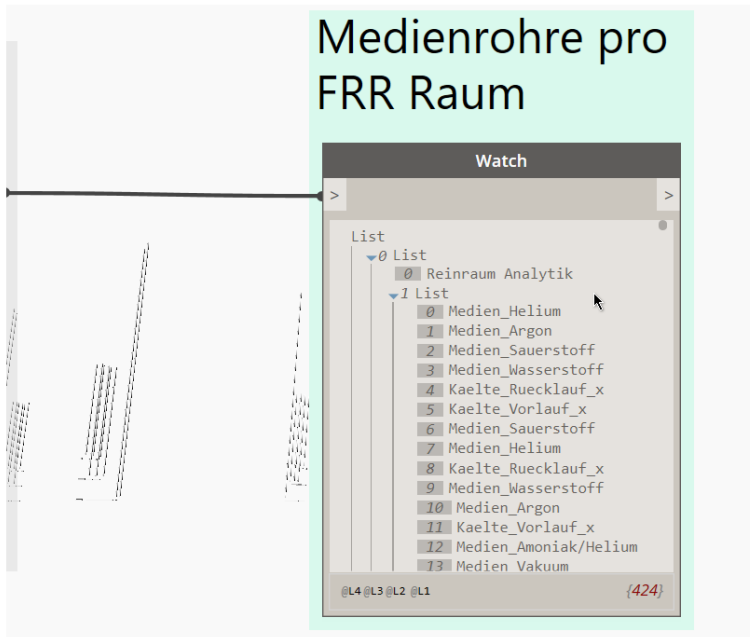 Medienrohre pro
FRR Raum
Watch
> >
List
0 List
0 Reinraum Analytik
1 List
0 Medien_Helium
1 Medien_Argon
2 Medien_Sauerstoff
3 Medien_Wasserstoff
4 Kaelte_Ruecklauf_x
5 Kaelte_Vorlauf_x
6 Medien_Sauerstoff
7 Medien_Helium
8 Kaelte_Ruecklauf_x
9 Medien_Wasserstoff
10 Medien_Argon
11 Kaelte_Vorlauf_x
12 Medien_Amoniak/Helium
13 Medien_Vakuum
@L4 @L3 @L2 @L1 {424}